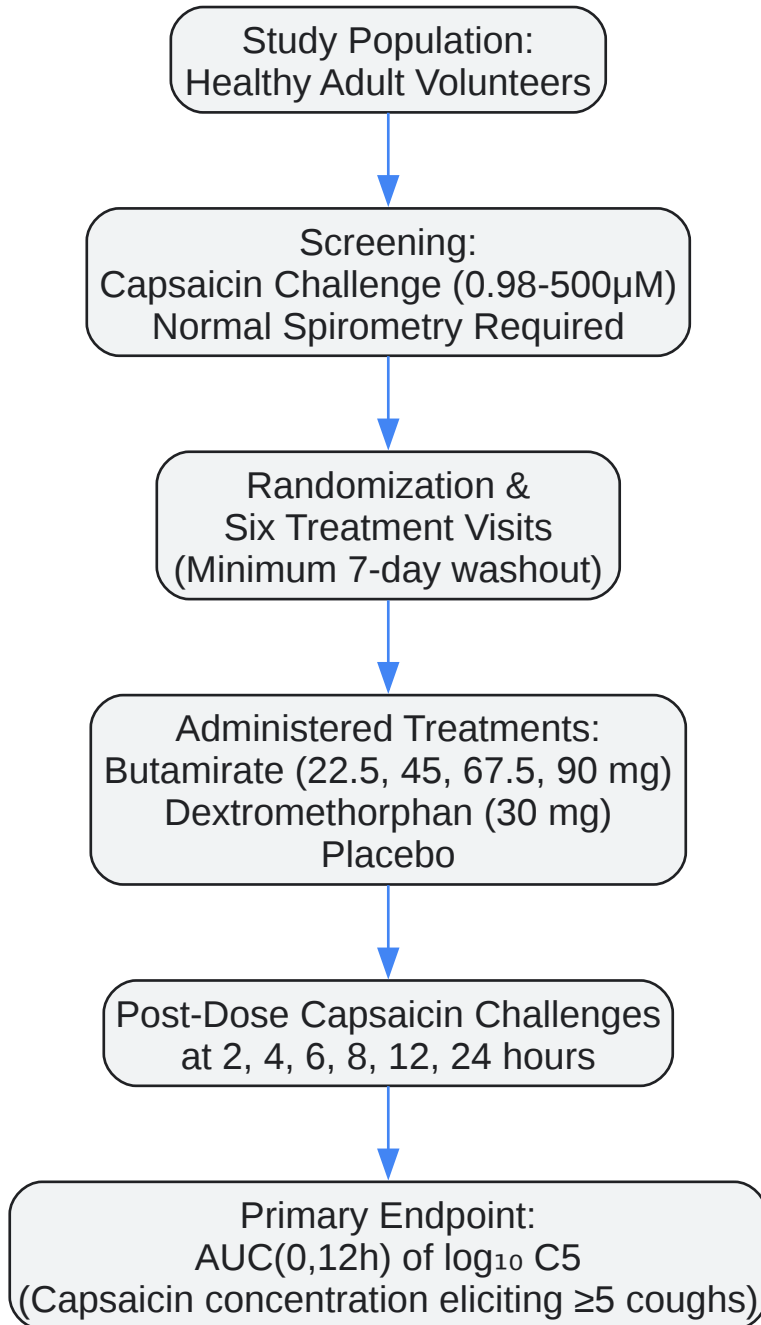 Study Population:
Healthy Adult Volunteers
Screening:
Capsaicin Challenge (0.98-500μM)
Normal Spirometry Required
Randomization &
Six Treatment Visits
(Minimum 7-day washout)
Administered Treatments:
Butamirate (22.5, 45, 67.5, 90 mg)
Dextromethorphan (30 mg)
Placebo
Post-Dose Capsaicin Challenges
at 2, 4, 6, 8, 12, 24 hours
Primary Endpoint:
AUC(0,12h) of log₁₀ C5
(Capsaicin concentration eliciting ≥5 coughs)